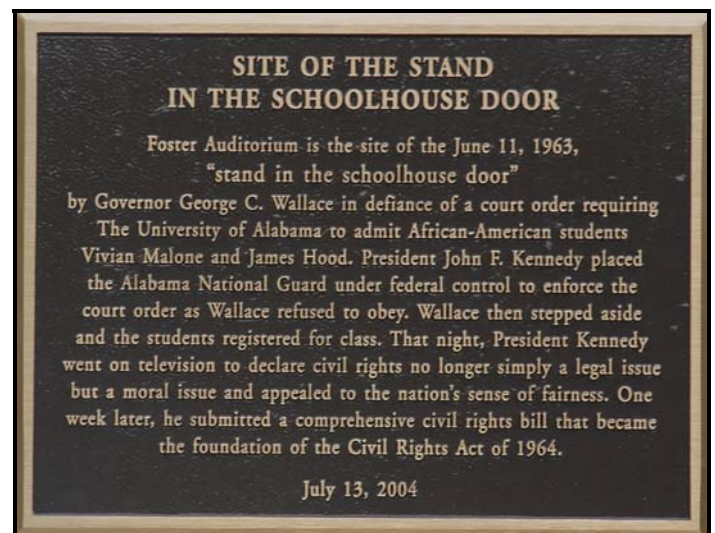 SITE OF THE STAND
IN THE SCHOOLHOUSE DOOR
Foster Auditorium is the site of the June 11, 1963,
“stand in the schoolhouse door”
by Governor George C. Wallace in defiance of a court order requiring
The University of Alabama to admit African-American students
Vivian Malone and James Hood. President John F. Kennedy placed
the Alabama National Guard under federal control to enforce the
court order as Wallace refused to obey. Wallace then stepped aside
and the students registered for class. That night, President Kennedy
went on television to declare civil rights no longer simply a legal issue
but a moral issue and appealed to the nation’s sense of fairness. One
week later, he submitted a comprehensive civil rights bill that became
the foundation of the Civil Rights Act of 1964.
July 13, 2004